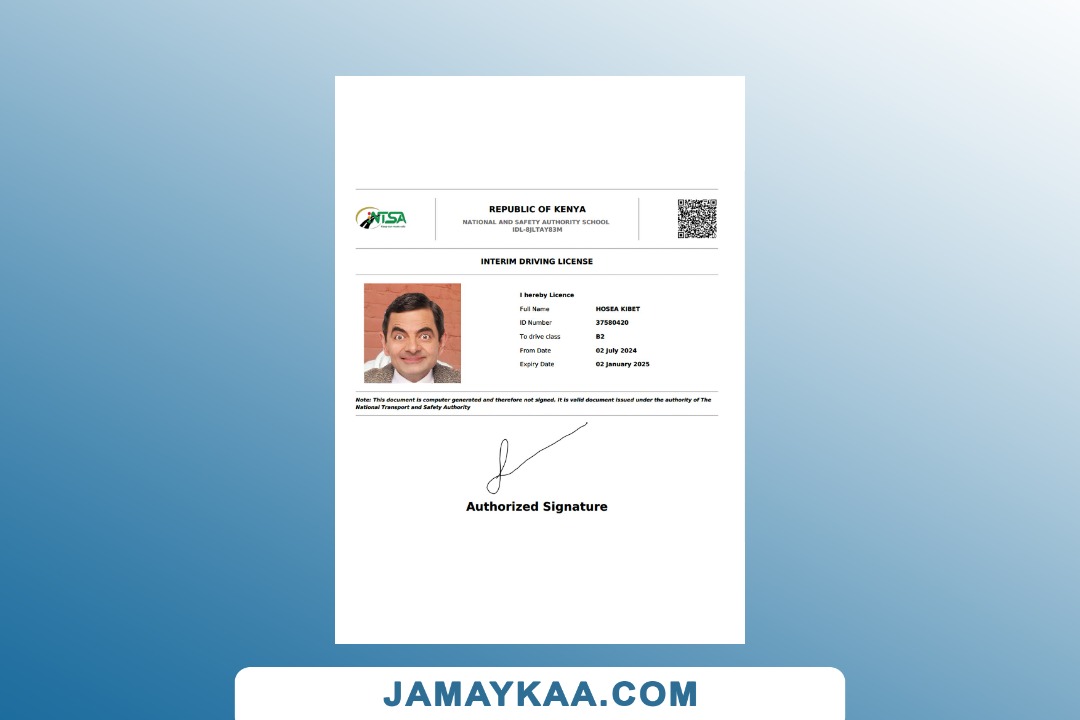 NTSA
REPUBLIC OF KENYA
NATIONAL AND SAFETY AUTHORITY SCHOOL
IDL-8JLTAY83M
INTERIM DRIVING LICENSE
I hereby Licence
Full Name HOSEA KIBET
ID Number 37580420
To drive class B2
From Date 02 July 2024
Expiry Date 02 January 2025
Note: This document is computer generated and therefore not signed. It is valid document issued under the authority of The
National Transport and Safety Authority
Authorized Signature
JAMAYKAA.COM